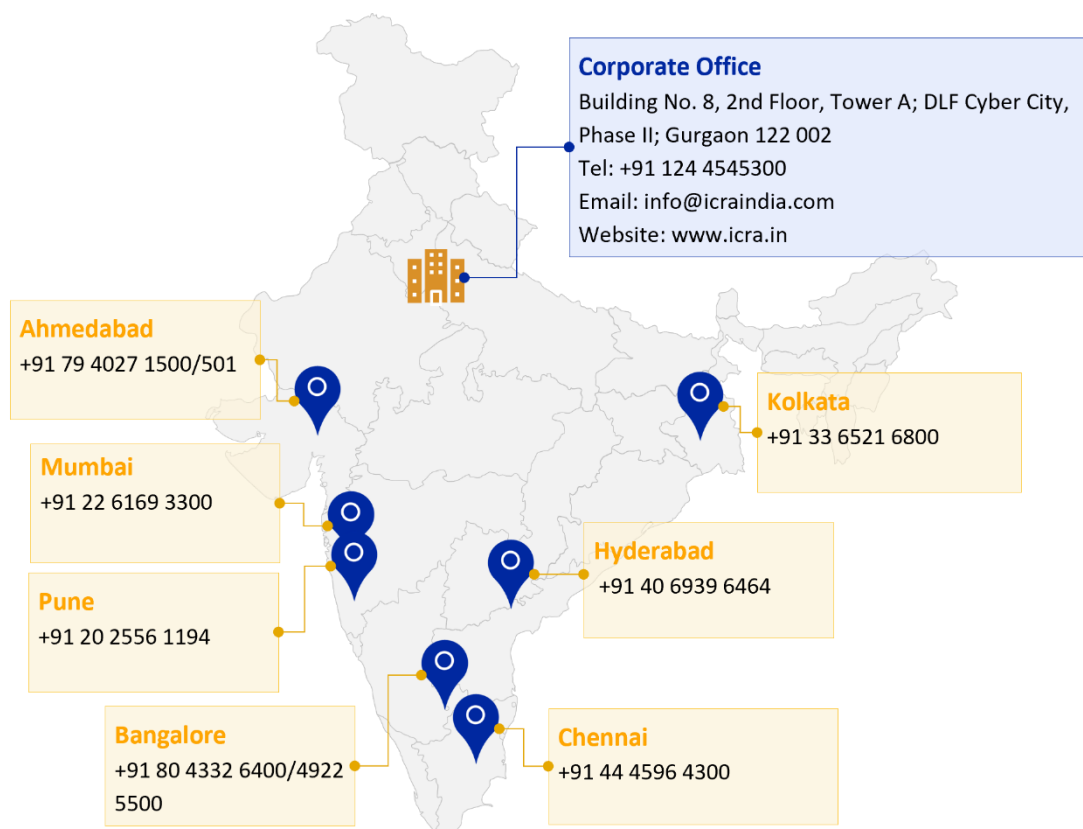 Corporate Office
Building No. 8, 2nd Floor, Tower A; DLF Cyber City,
Phase II; Gurgaon 122 002
Tel: +91 124 4545300
Email: info@icraindia.com
Website: www.icra.in
Ahmedabad
+91 79 4027 1500/501
Kolkata
+91 33 6521 6800
Mumbai
+91 22 6169 3300
Hyderabad
+91 40 6939 6464
Pune
+91 20 2556 1194
Bangalore
+91 80 4332 6400/4922
5500
Chennai
+91 44 4596 4300